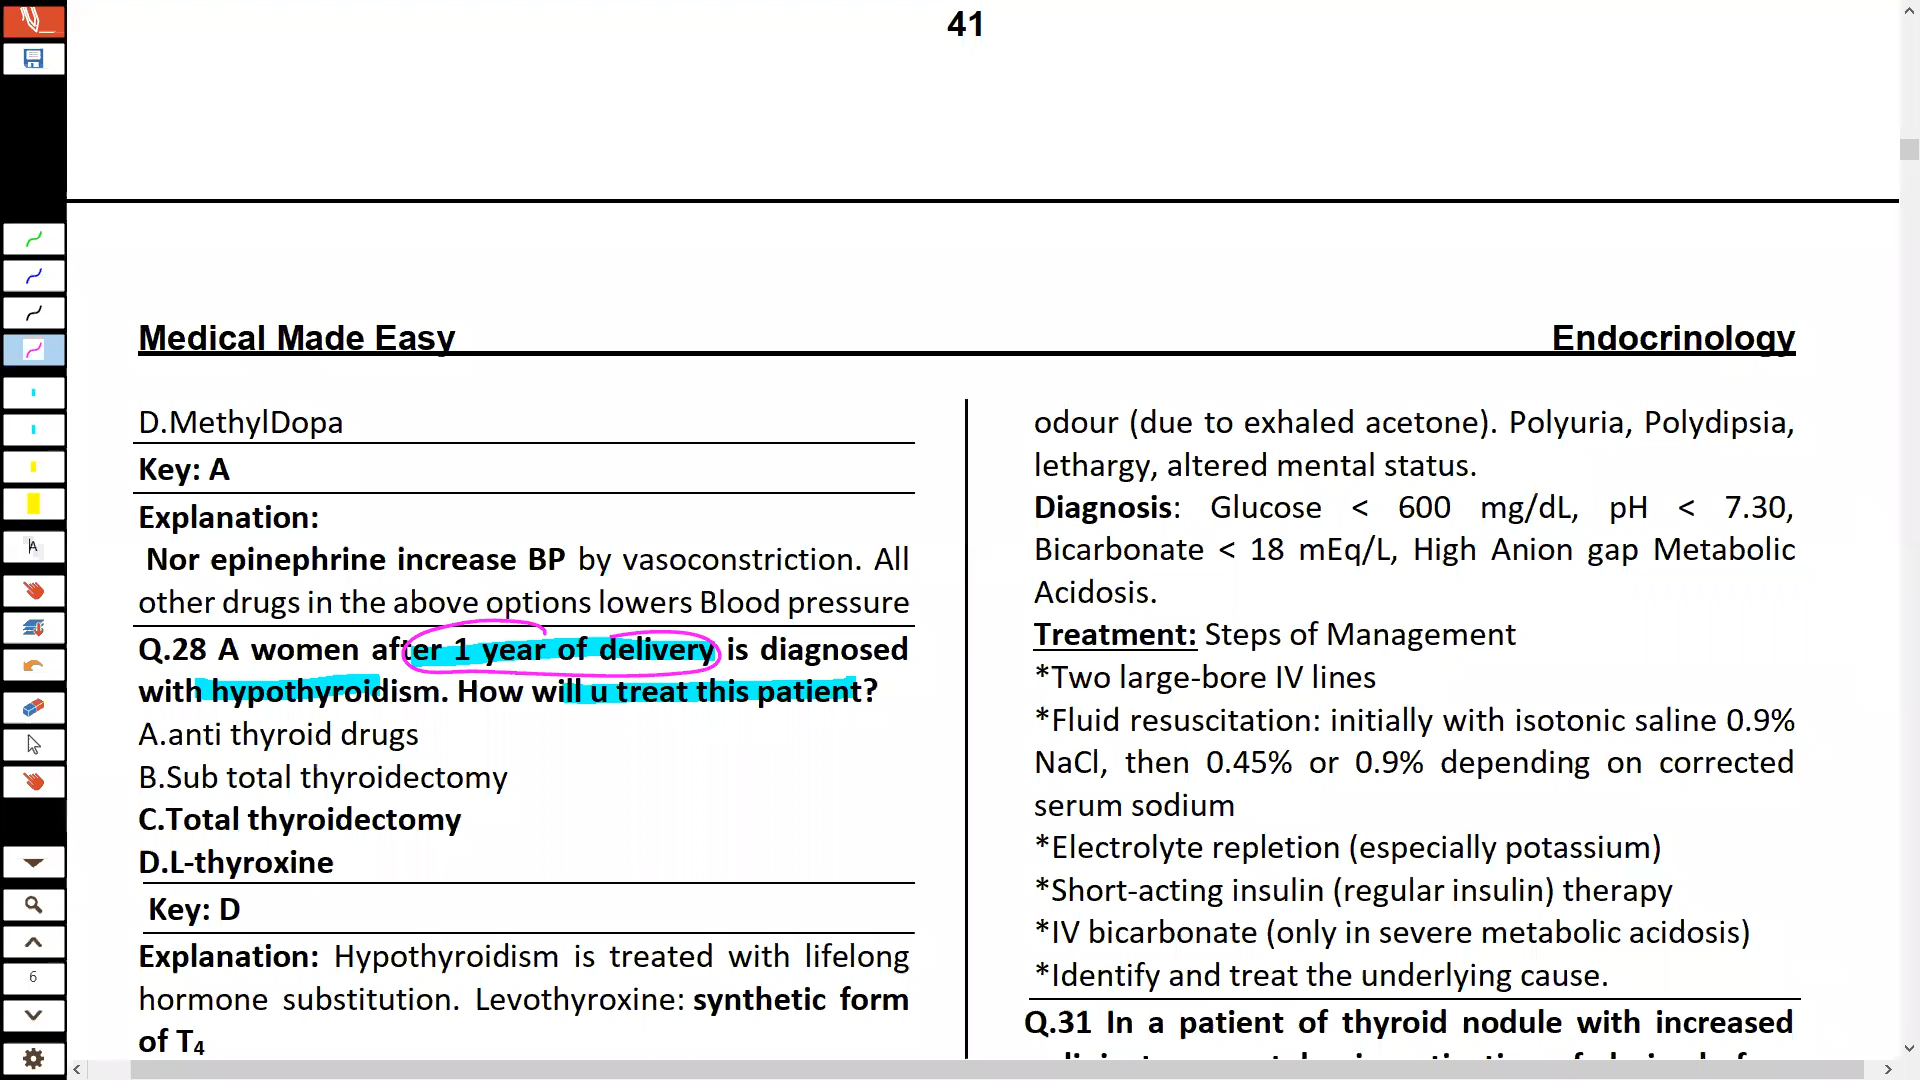 41
Medical Made Easy
Endocrinology
D.MethylDopa
Key: A
Explanation:
Nor epinephrine increase BP by vasoconstriction. All
other drugs in the above options lowers Blood pressure
Q.28 A women after 1 year of delivery is diagnosed
with hypothyroidism. How will u treat this patient?
A.anti thyroid drugs
B.Sub total thyroidectomy
C.Total thyroidectomy
D.L-thyroxine
Key: D
Explanation: Hypothyroidism is treated with lifelong
hormone substitution. Levothyroxine: synthetic form
of T4
odour (due to exhaled acetone). Polyuria, Polydipsia,
lethargy, altered mental status.
Diagnosis: Glucose < 600 mg/dL, pH < 7.30,
Bicarbonate < 18 mEq/L, High Anion gap Metabolic
Acidosis.
Treatment: Steps of Management
*Two large-bore IV lines
*Fluid resuscitation: initially with isotonic saline 0.9%
NaCl, then 0.45% or 0.9% depending on corrected
serum sodium
*Electrolyte repletion (especially potassium)
*Short-acting insulin (regular insulin) therapy
*IV bicarbonate (only in severe metabolic acidosis)
*Identify and treat the underlying cause.
Q.31 In a patient of thyroid nodule with increased
A
6